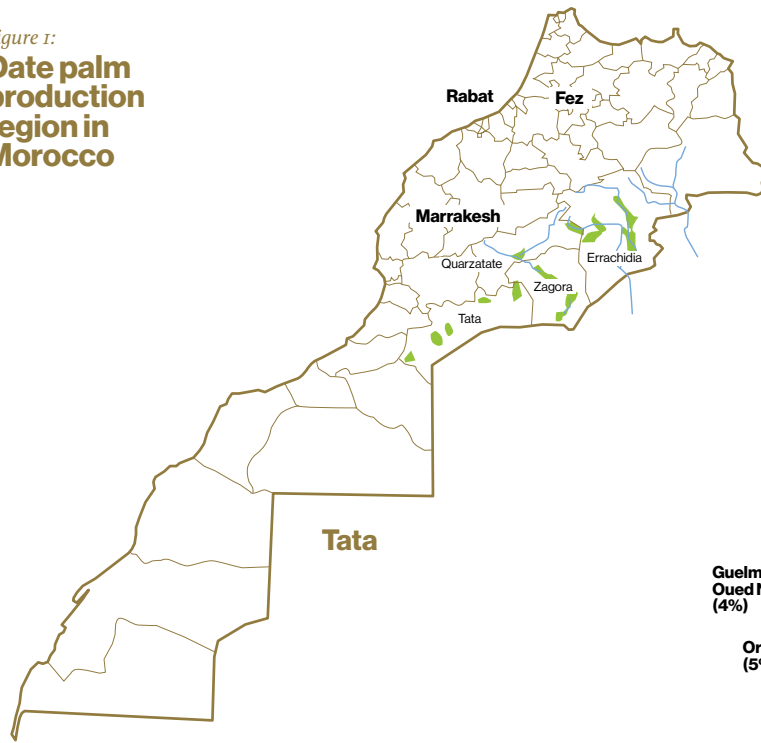 igure 1:
Date palm
production
region in
Morocco
Rabat
Fez
Marrakesh
Quarzatate
Errachidia
Zagora
Tata
Tata
Guelm
Oued N
(4%)
Or
(5%